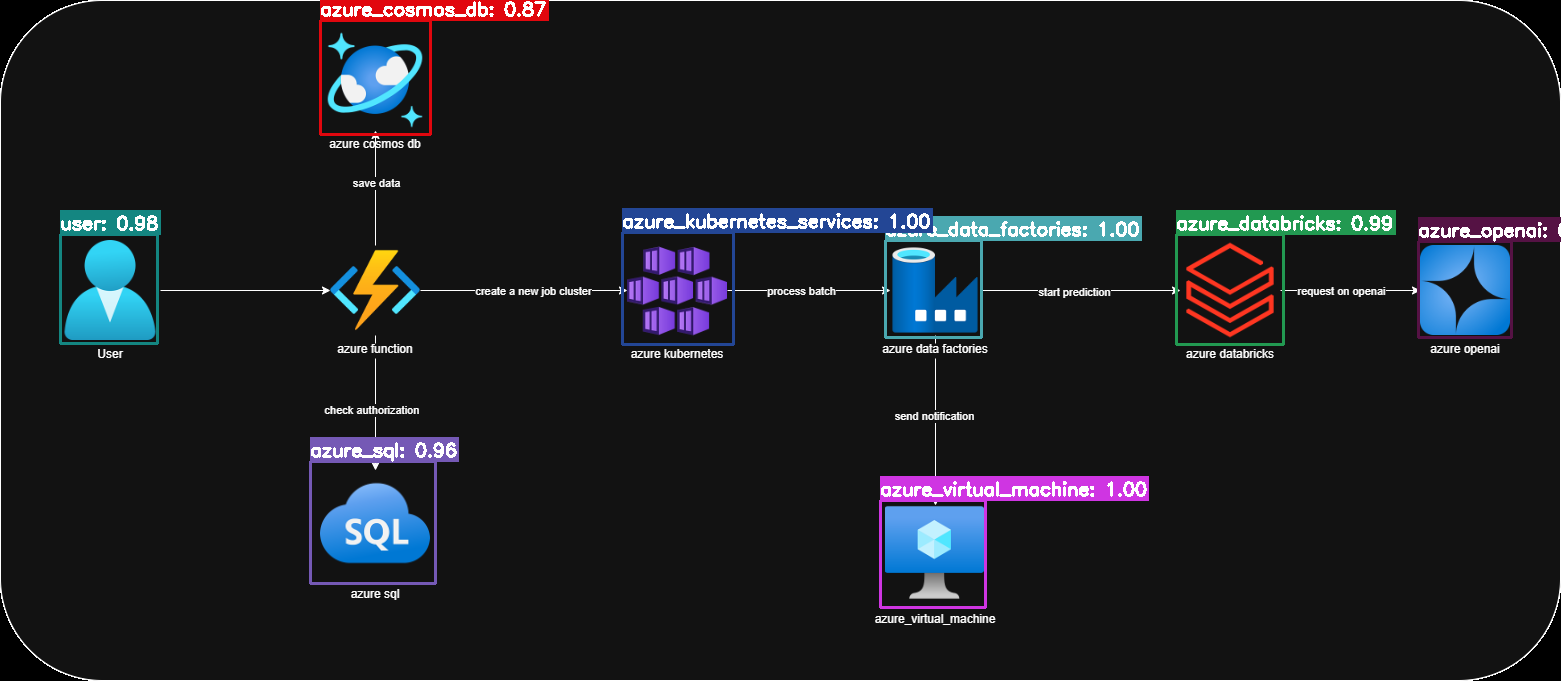 azure_cosmos_db: 0.87
azure cosmos db
save data
user: 0.98
User
azure function
create a new job cluster
azure_kubernetes_services: 1.00
azure kubernetes
process batch
_data_factories: 1.00
azure data factories
start prediction
azure_databricks: 0.99
azure databricks
request on openai
azure_openai:
azure openai
check authorization
azure_sql: 0.96
SQL
azure sql
send notification
azure_virtual_machine: 1.00
azure_virtual_machine